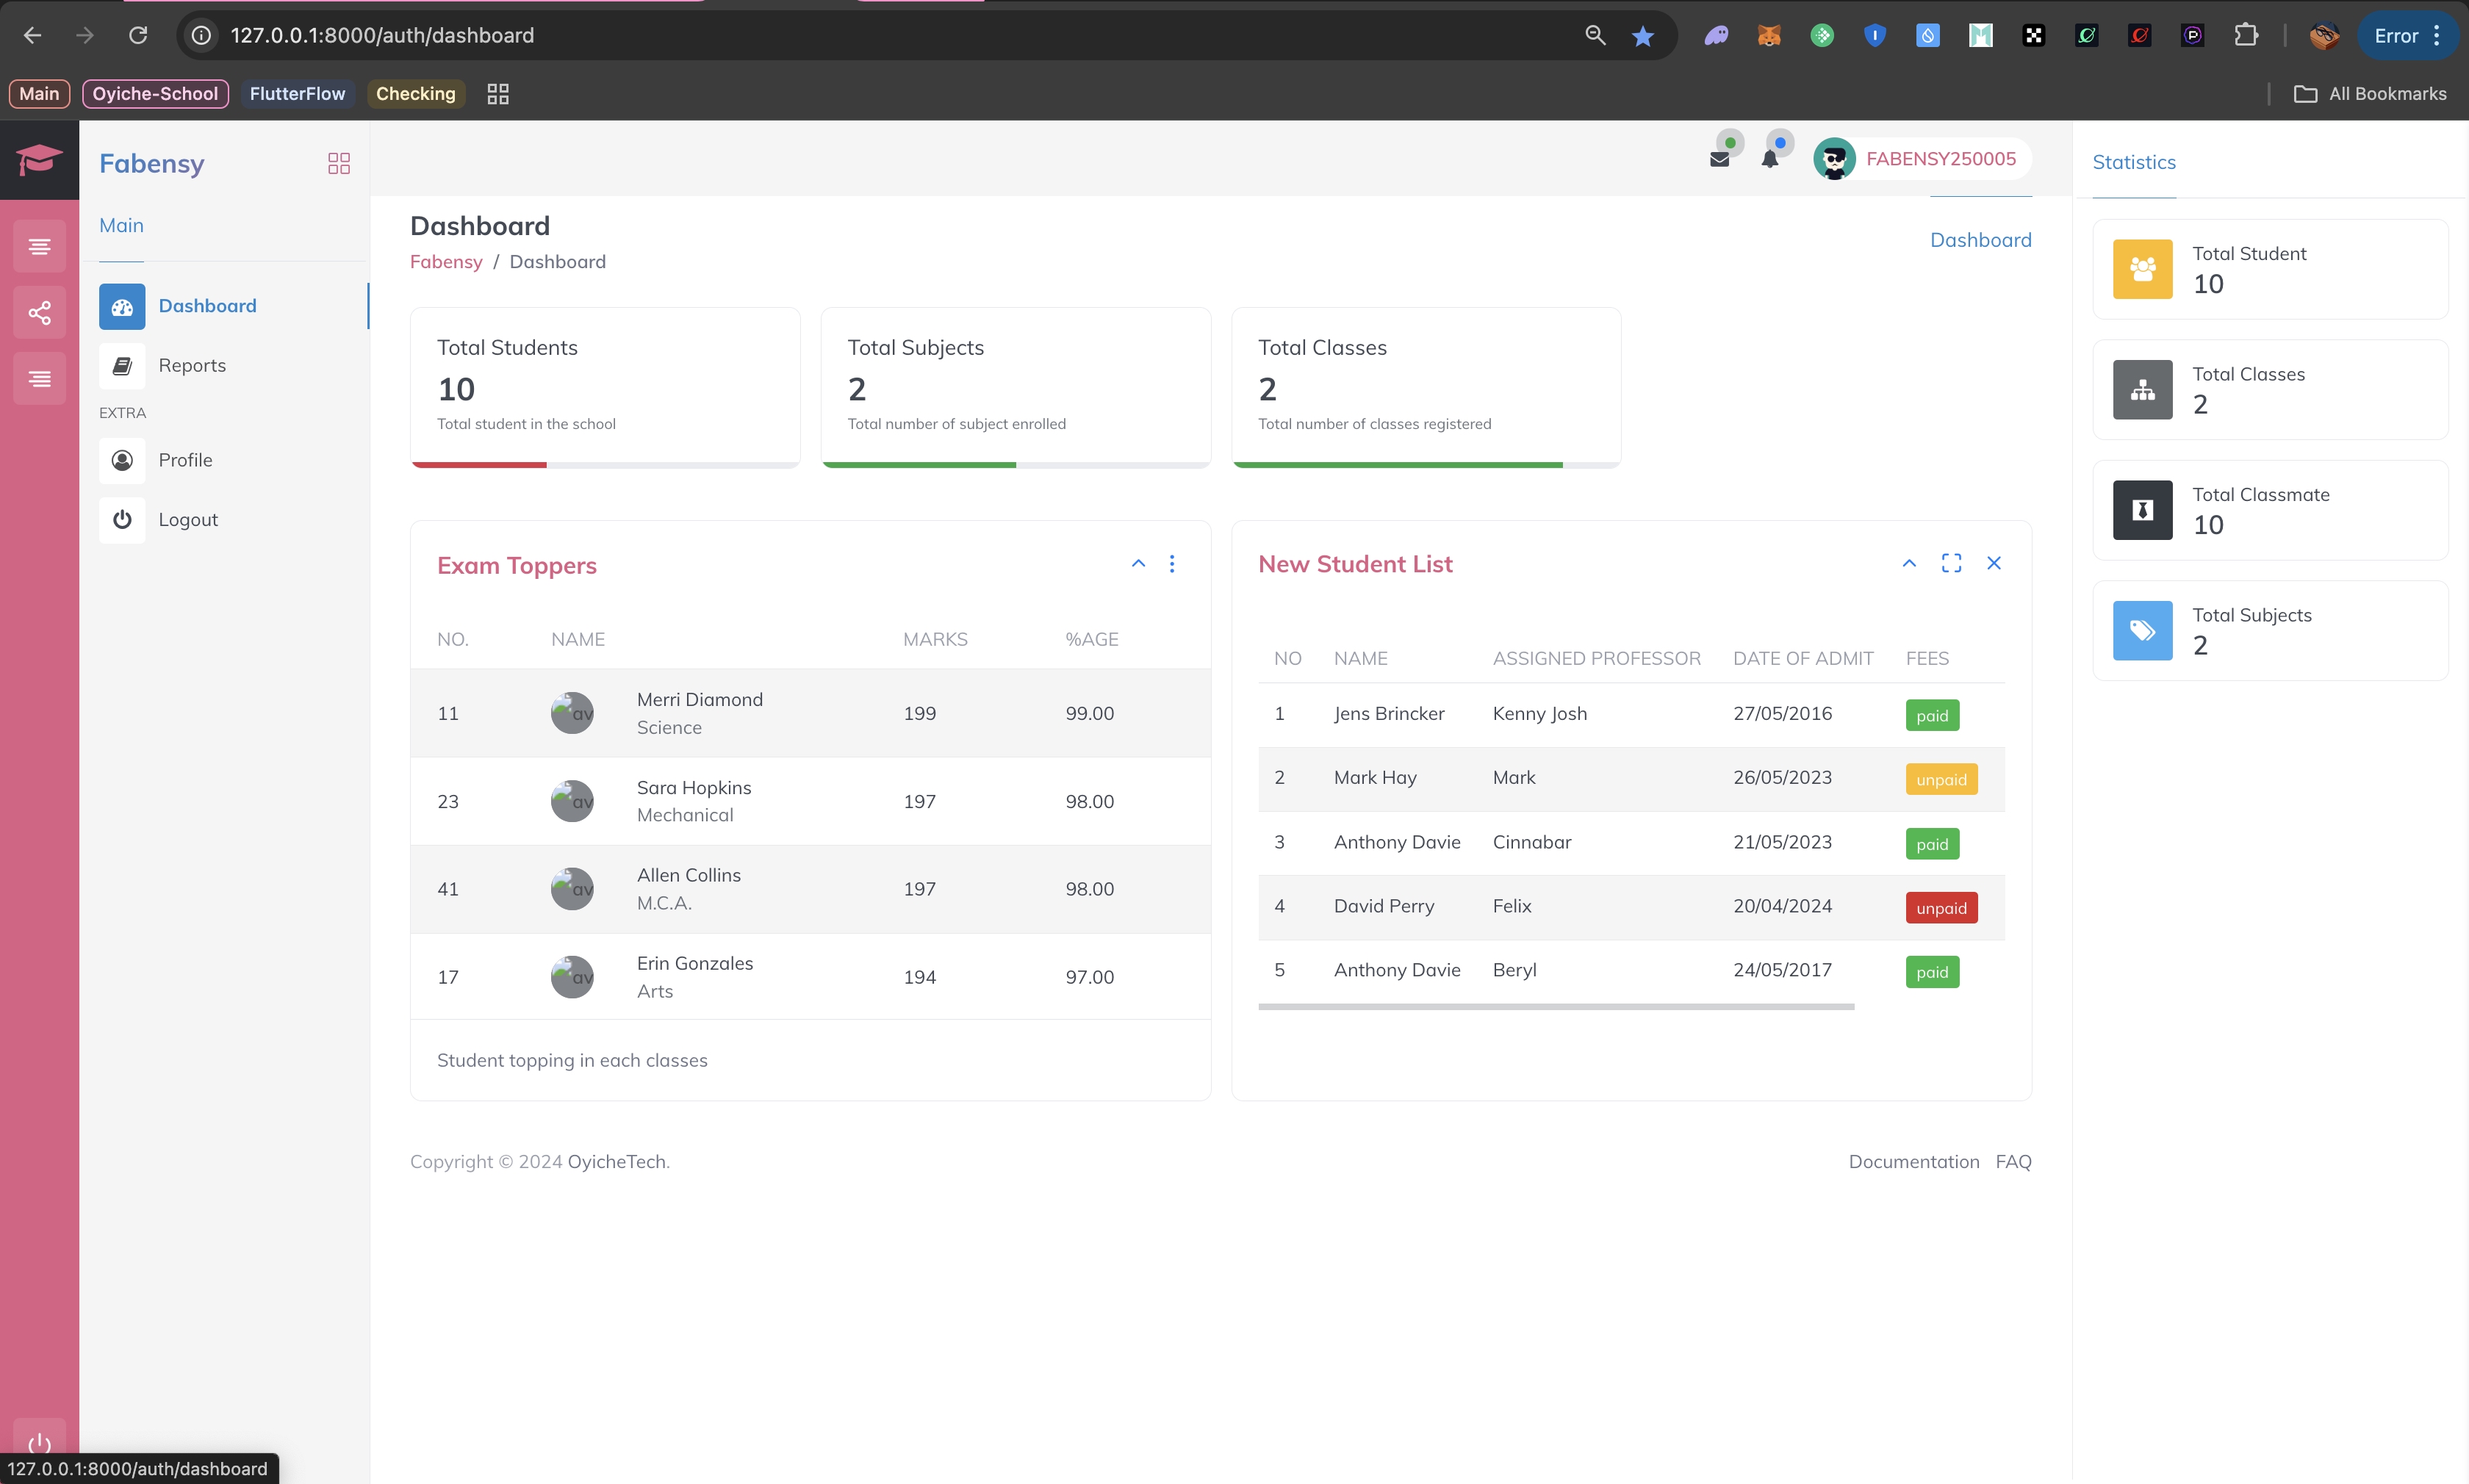 127.0.0.1:8000/auth/dashboard
Error
Main
Oyiche-School
FlutterFlow
Checking
All Bookmarks
Fabensy
Main
Dashboard
Reports
EXTRA
Profile
Logout
FABENSY250005
Dashboard
Fabensy / Dashboard
Dashboard
Total Students
10
Total student in the school
Total Subjects
2
Total number of subject enrolled
Total Classes
2
Total number of classes registered
Exam Toppers
NO. NAME MARKS %AGE
11 av Merri Diamond 199 99.00
Science
23 av Sara Hopkins 197 98.00
Mechanical
41 av Allen Collins 197 98.00
M.C.A.
17 av Erin Gonzales 194 97.00
Arts
Student topping in each classes
New Student List
NO NAME ASSIGNED PROFESSOR DATE OF ADMIT FEES
1 Jens Brincker Kenny Josh 27/05/2016 paid
2 Mark Hay Mark 26/05/2023 unpaid
3 Anthony Davie Cinnabar 21/05/2023 paid
4 David Perry Felix 20/04/2024 unpaid
5 Anthony Davie Beryl 24/05/2017 paid
Copyright © 2024 OyicheTech.
Documentation FAQ
Statistics
Total Student
10
Total Classes
2
Total Classmate
10
Total Subjects
2
127.0.0.1:8000/auth/dashboard